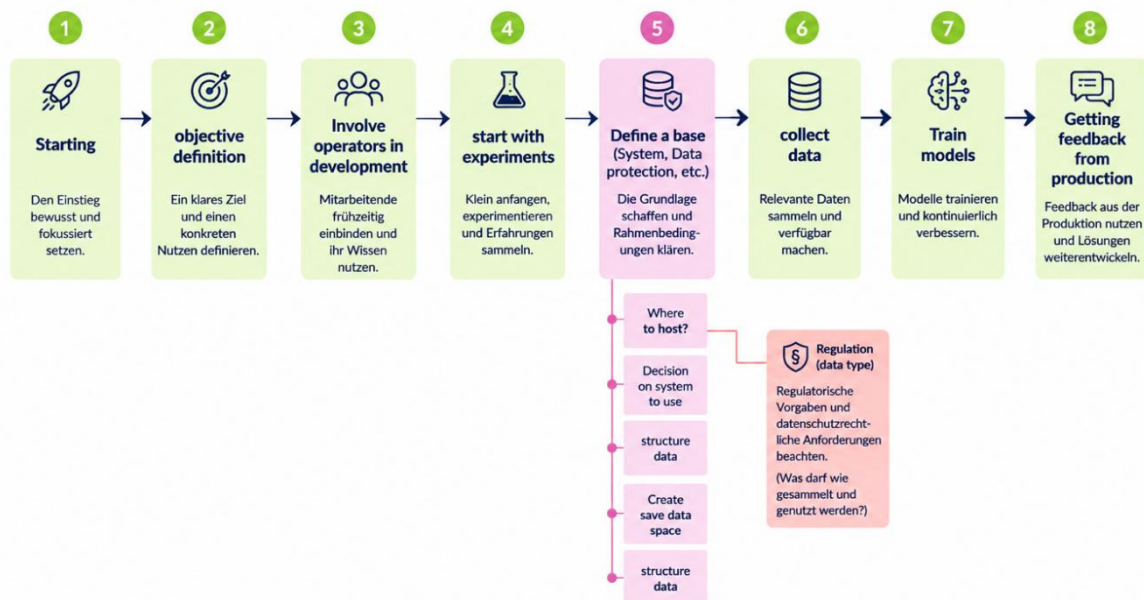 1
Starting
Den Einstieg
bewusst und
fokussiert
setzen.
2
objective
definition
Ein klares Ziel
und einen
konkreten
Nutzen definieren.
3
Involve
operators in
development
Mitarbeitende
frühzeitig
einbinden und
ihr Wissen
nutzen.
4
start with
experiments
Klein anfangen,
experimentieren
und Erfahrungen
sammeln.
5
Define a base
(System, Data
protection, etc.)
Die Grundlage
schaffen und
Rahmenbeding-
ungen klären.
6
collect
data
Relevante Daten
sammeln und
verfügbar
machen.
7
Train
models
Modelle trainieren
und kontinuierlich
verbessern.
8
Getting
feedback
from
production
Feedback aus der
Produktion nutzen
und Lösungen
weiterentwickeln.
Where
to host?
Decision
on system
to use
structure
data
Create
save data
space
structure
data
§
Regulation
(data type)
Regulatorische
Vorgaben und
datenschutzrecht-
liche Anforderungen
beachten.
(Was darf wie
gesammelt und
genutzt werden?)